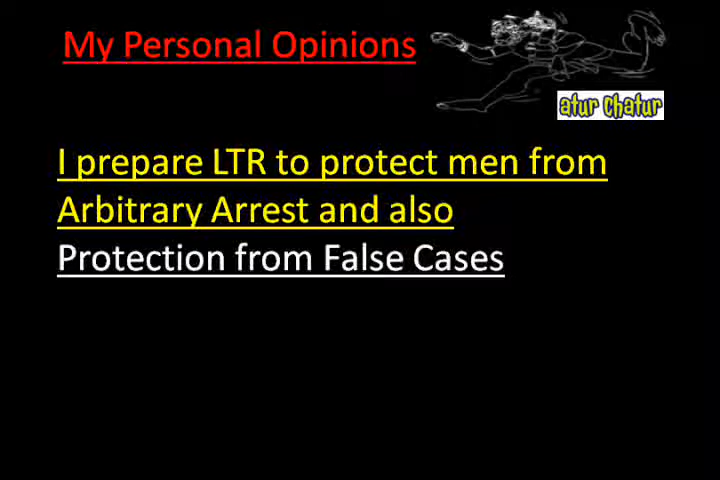 My Personal Opinions
atur chatur
I prepare LTR to protect men from
Arbitrary Arrest and also
Protection from False Cases